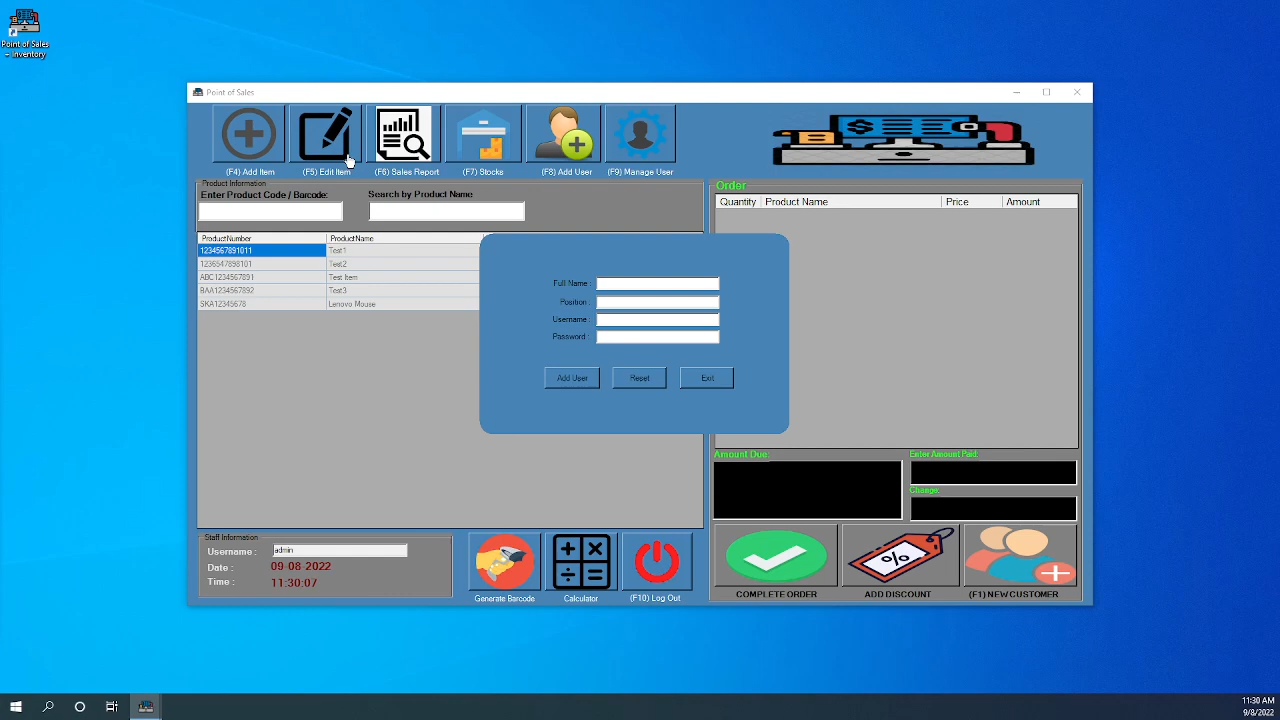 Point of Sales
– Inventory
Point of Sales
(F4) Add Item
(F5) Edit Item
(F6) Sales Report
(F7) Stocks
(F8) Add User
(F9) Manage User
Product Information
Enter Product Code / Barcode:
Search by Product Name
ProductNumber
ProductName
1234567891011
Test1
1236547898101
Test2
ABC1234567891
Test Item
BAA1234567892
Test3
SKA12345678
Lenovo Mouse
Full Name :
Position :
Username :
Password :
Add User
Reset
Exit
Order
Quantity
Product Name
Price
Amount
Amount Due:
Enter Amount Paid:
Change:
Staff Information
Username :
admin
Date :
09-08-2022
Time :
11:30:07
Generate Barcode
Calculator
(F10) Log Out
COMPLETE ORDER
ADD DISCOUNT
(F1) NEW CUSTOMER
11:30 AM
9/8/2022